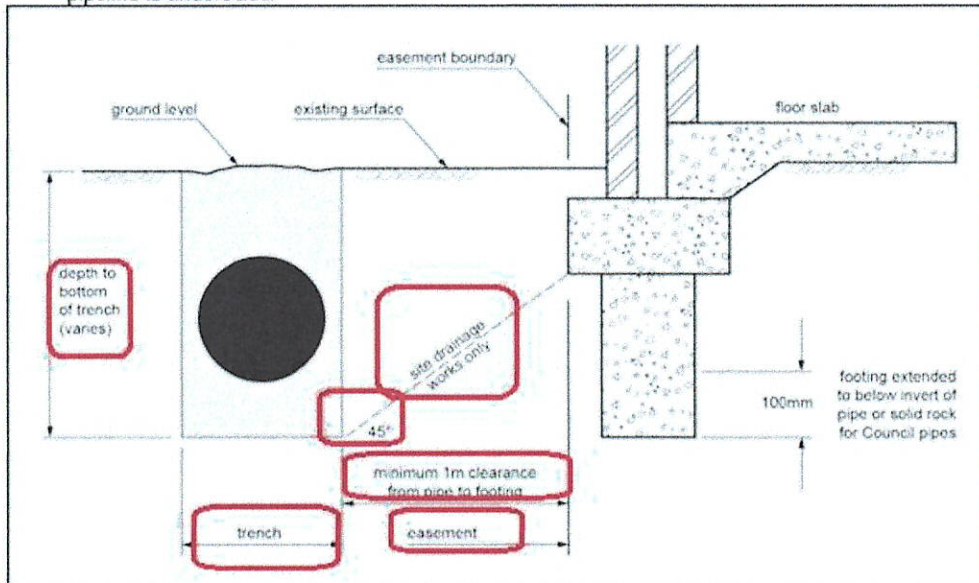 easement boundary
ground level
existing surface
floor slab
depth to
bottom
of trench
(varies)
site drainage
works only
45°
100mm
footing extended
to below invert of
pipe or solid rock
for Council pipes
minimum 1m clearance
from pipe to footing
trench
easement